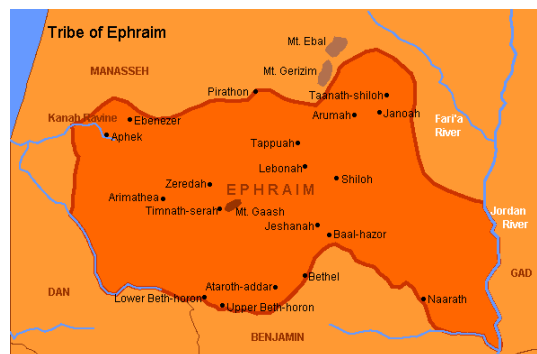 Tribe of Ephraim
Mt. Ebal
MANASSEH
Mt. Gerizim
Pirathon
Taanath-shiloh
Kanah Ravine
Ebenezer
Arumah
Janoah
Fari'a
River
Aphek
Tappuah
Lebonah
Shiloh
Zeredah
EPHRAIM
Arimathea
Timnath-serah
Mt. Gaash
Jordan
River
Jeshanah
Baal-hazor
GAD
Bethel
Ataroth-addar
DAN
Lower Beth-horon
Upper Beth-horon
Naarath
BENJAMIN